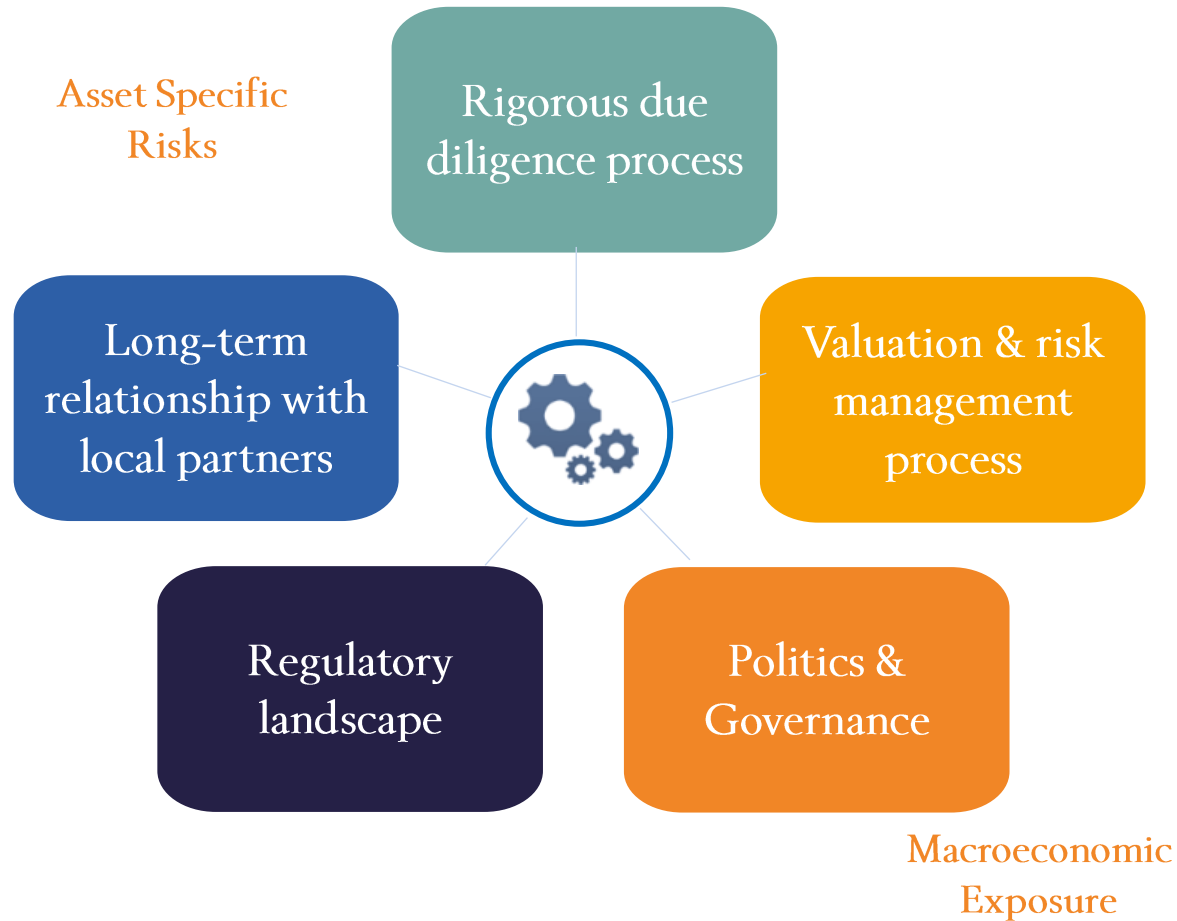 Asset Specific
Risks
Rigorous due
diligence process
Long-term
relationship with
local partners
Valuation & risk
management
process
Regulatory
landscape
Politics &
Governance
Macroeconomic
Exposure